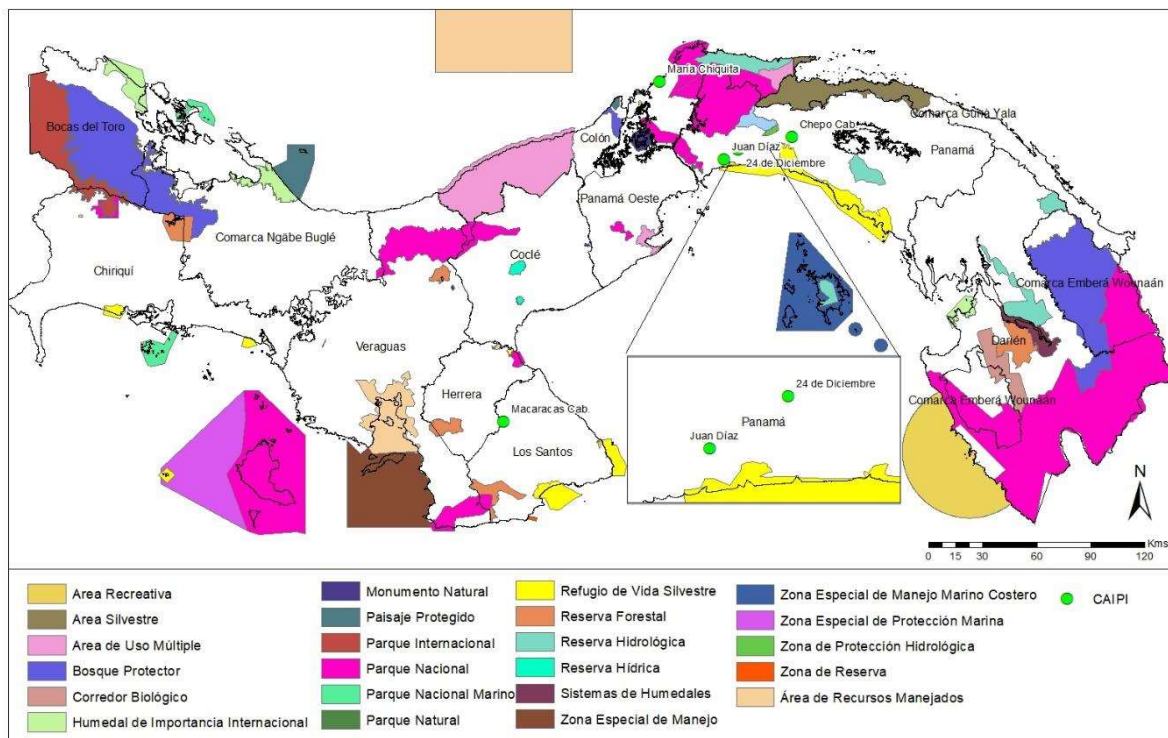 María Chiquita
Bocas del Toro
Comarca Guna Yala
Colón
Chepo Cab.
Panamá
Juan Díaz
24 de Diciembre
Panamá Oeste
Comarca Ngäbe Buglé
Coclé
Chiriquí
Comarca Emberá Wounaán
Veraguas
Darién
Herrera
24 de Diciembre
Comarca Emberá Wounaán
Macaracas Cab.
Panamá
Juan Díaz
Los Santos
N
Kms
0 15 30 60 90 120
Area Recreativa
Area Silvestre
Area de Uso Múltiple
Bosque Protector
Corredor Biológico
Humedal de Importancia Internacional
Monumento Natural
Paisaje Protegido
Parque Internacional
Parque Nacional
Parque Nacional Marino
Parque Natural
Refugio de Vida Silvestre
Reserva Forestal
Reserva Hidrológica
Reserva Hídrica
Sistemas de Humedales
Zona Especial de Manejo
Zona Especial de Manejo Marino Costero
Zona Especial de Protección Marina
Zona de Protección Hidrológica
Zona de Reserva
Área de Recursos Manejados
CAIPI